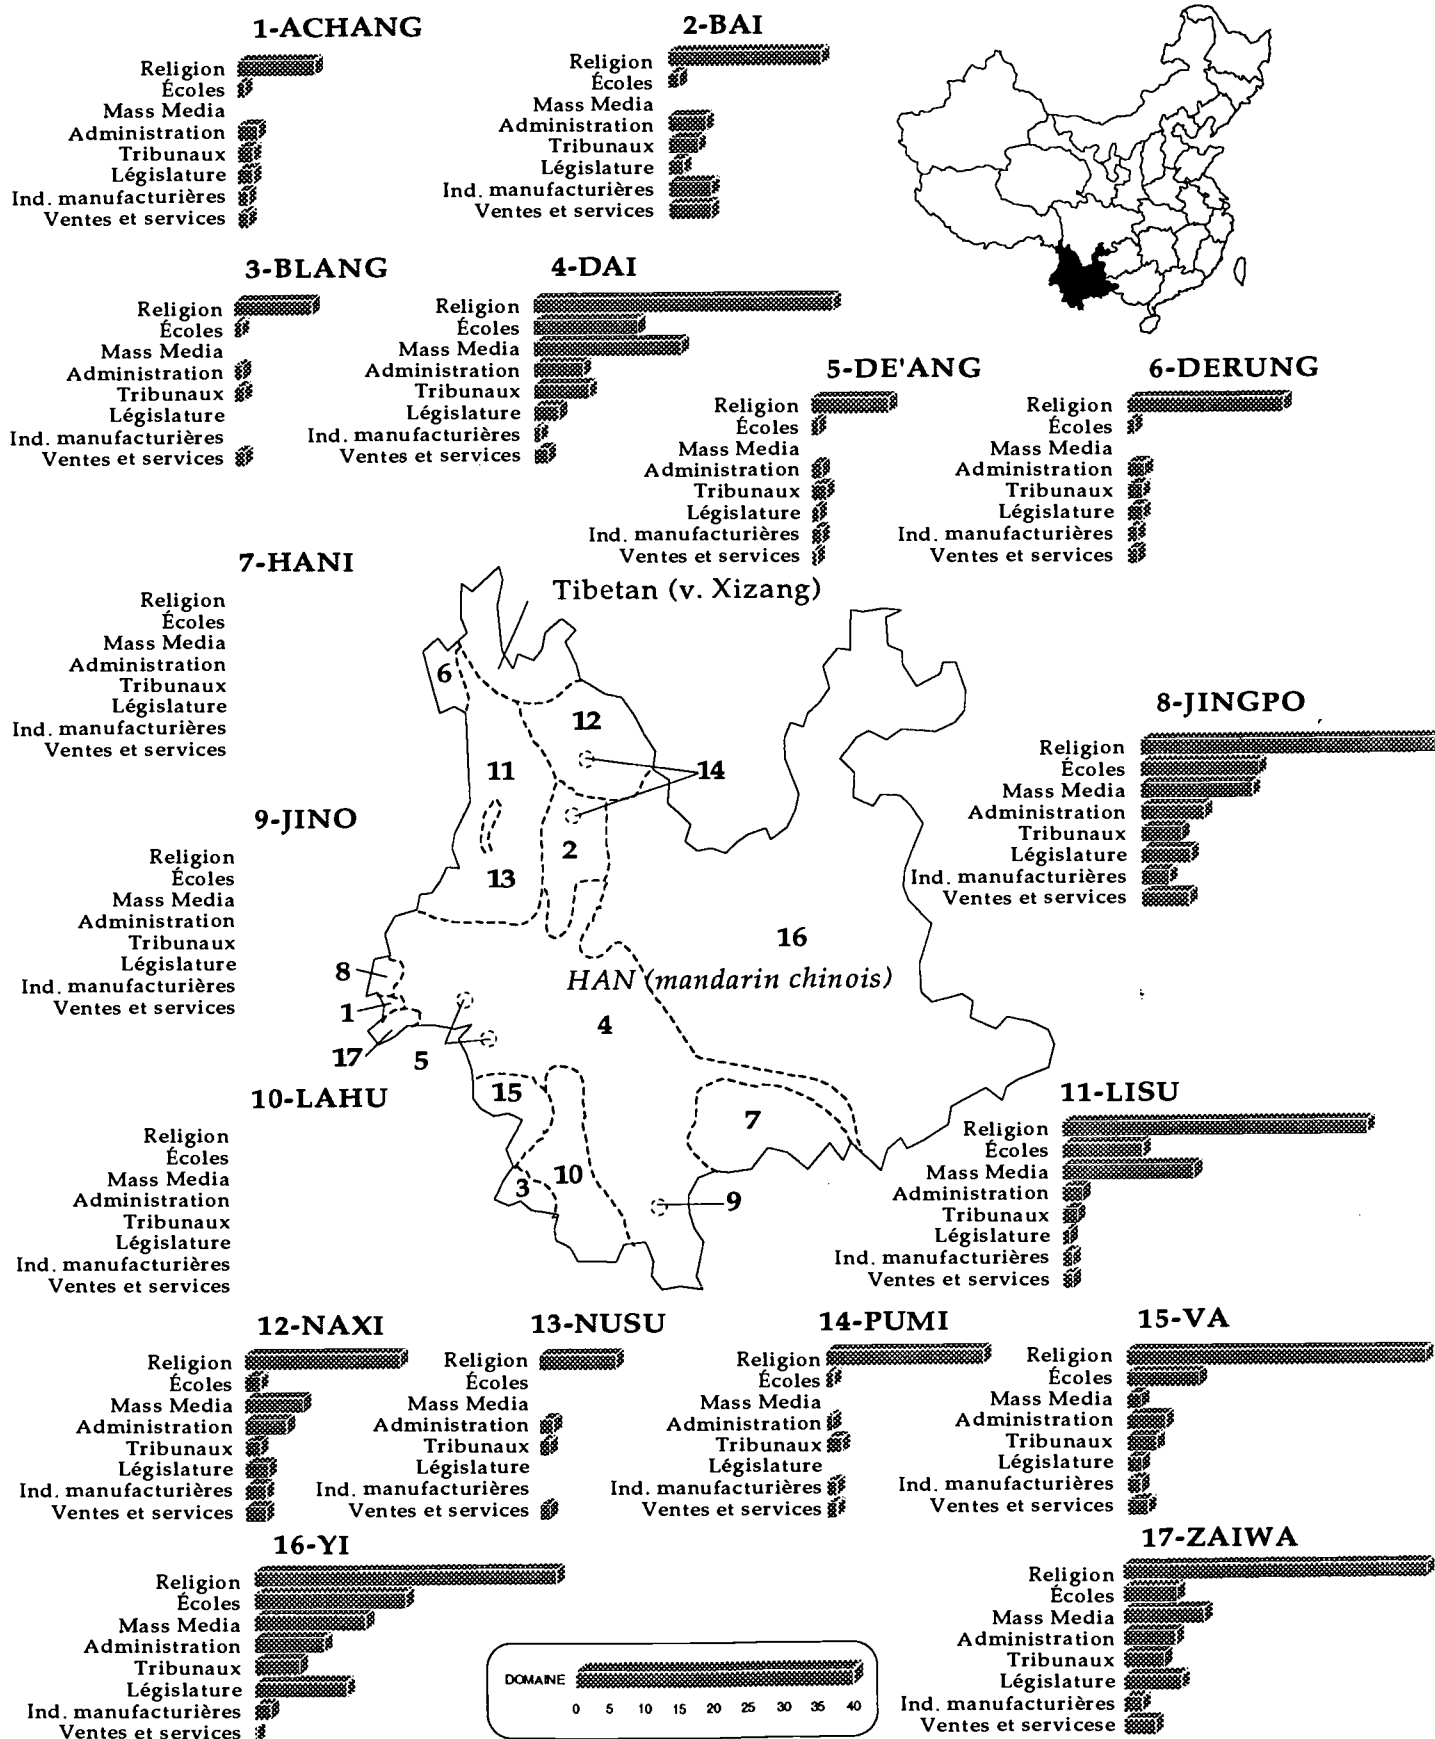 1-ACHANG
Religion
Écoles
Mass Media
Administration
Tribunaux
Législature
Ind. manufacturières
Ventes et services
2-BAI
Religion
Écoles
Mass Media
Administration
Tribunaux
Législature
Ind. manufacturières
Ventes et services
3-BLANG
Religion
Écoles
Mass Media
Administration
Tribunaux
Législature
Ind. manufacturières
Ventes et services
4-DAI
Religion
Écoles
Mass Media
Administration
Tribunaux
Législature
Ind. manufacturières
Ventes et services
5-DE'ANG
Religion
Écoles
Mass Media
Administration
Tribunaux
Législature
Ind. manufacturières
Ventes et services
6-DERUNG
Religion
Écoles
Mass Media
Administration
Tribunaux
Législature
Ind. manufacturières
Ventes et services
7-HANI
Religion
Écoles
Mass Media
Administration
Tribunaux
Législature
Ind. manufacturières
Ventes et services
Tibetan (v. Xizang)
6
12
11
14
2
13
16
HAN (mandarin chinois)
8
1
4
17
5
15
7
10
3
9
8-JINGPO
Religion
Écoles
Mass Media
Administration
Tribunaux
Législature
Ind. manufacturières
Ventes et services
9-JINO
Religion
Écoles
Mass Media
Administration
Tribunaux
Législature
Ind. manufacturières
Ventes et services
10-LAHU
Religion
Écoles
Mass Media
Administration
Tribunaux
Législature
Ind. manufacturières
Ventes et services
11-LISU
Religion
Écoles
Mass Media
Administration
Tribunaux
Législature
Ind. manufacturières
Ventes et services
12-NAXI
Religion
Écoles
Mass Media
Administration
Tribunaux
Législature
Ind. manufacturières
Ventes et services
13-NUSU
Religion
Écoles
Mass Media
Administration
Tribunaux
Législature
Ind. manufacturières
Ventes et services
14-PUMI
Religion
Écoles
Mass Media
Administration
Tribunaux
Législature
Ind. manufacturières
Ventes et services
15-VA
Religion
Écoles
Mass Media
Administration
Tribunaux
Législature
Ind. manufacturières
Ventes et services
16-YI
Religion
Écoles
Mass Media
Administration
Tribunaux
Législature
Ind. manufacturières
Ventes et services
DOMAINE
0 5 10 15 20 25 30 35 40
17-ZAIWA
Religion
Écoles
Mass Media
Administration
Tribunaux
Législature
Ind. manufacturières
Ventes et servicese